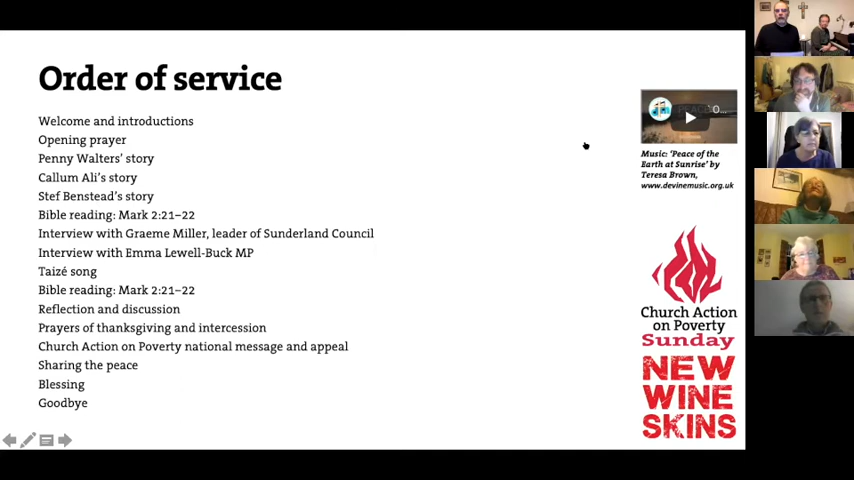 Order of service
Welcome and introductions
Opening prayer
Penny Walters' story
Callum Ali's story
Stef Benstead's story
Bible reading: Mark 2:21–22
Interview with Graeme Miller, leader of Sunderland Council
Interview with Emma Lewell-Buck MP
Taizé song
Bible reading: Mark 2:21–22
Reflection and discussion
Prayers of thanksgiving and intercession
Church Action on Poverty national message and appeal
Sharing the peace
Blessing
Goodbye
PEACE O...
Music: 'Peace of the
Earth at Sunrise' by
Teresa Brown,
www.devinemusic.org.uk
Church Action
on Poverty
Sunday
NEW
WINE
SKINS